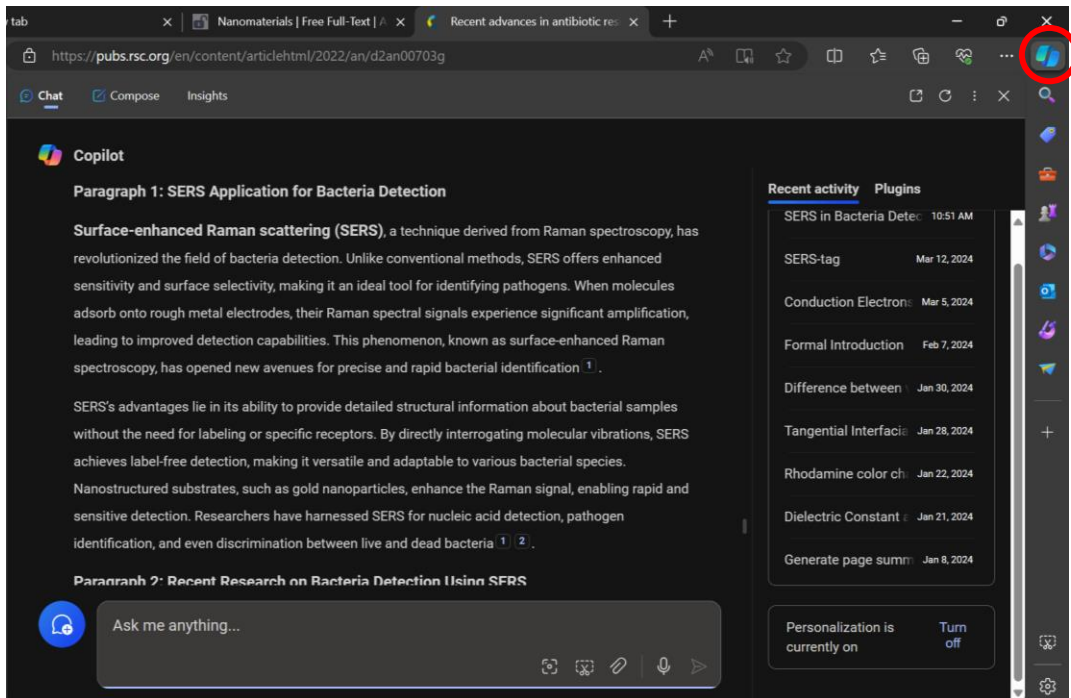 tab
Nanomaterials | Free Full-Text | A
Recent advances in antibiotic res
https://pubs.rsc.org/en/content/articlehtml/2022/an/d2an00703g
Chat Compose Insights
Copilot
Paragraph 1: SERS Application for Bacteria Detection
Surface-enhanced Raman scattering (SERS), a technique derived from Raman spectroscopy, has
revolutionized the field of bacteria detection. Unlike conventional methods, SERS offers enhanced
sensitivity and surface selectivity, making it an ideal tool for identifying pathogens. When molecules
adsorb onto rough metal electrodes, their Raman spectral signals experience significant amplification,
leading to improved detection capabilities. This phenomenon, known as surface-enhanced Raman
spectroscopy, has opened new avenues for precise and rapid bacterial identification 1 .
SERS's advantages lie in its ability to provide detailed structural information about bacterial samples
without the need for labeling or specific receptors. By directly interrogating molecular vibrations, SERS
achieves label-free detection, making it versatile and adaptable to various bacterial species.
Nanostructured substrates, such as gold nanoparticles, enhance the Raman signal, enabling rapid and
sensitive detection. Researchers have harnessed SERS for nucleic acid detection, pathogen
identification, and even discrimination between live and dead bacteria 1 2 .
Paragraph 2: Recent Research on Bacteria Detection Using SERS
Ask me anything...
Recent activity Plugins
SERS in Bacteria Detec 10:51 AM
SERS-tag Mar 12, 2024
Conduction Electrons Mar 5, 2024
Formal Introduction Feb 7, 2024
Difference between Jan 30, 2024
Tangential Interfacia Jan 28, 2024
Rhodamine color ch Jan 22, 2024
Dielectric Constant Jan 21, 2024
Generate page summ Jan 8, 2024
Personalization is
currently on
Turn
off